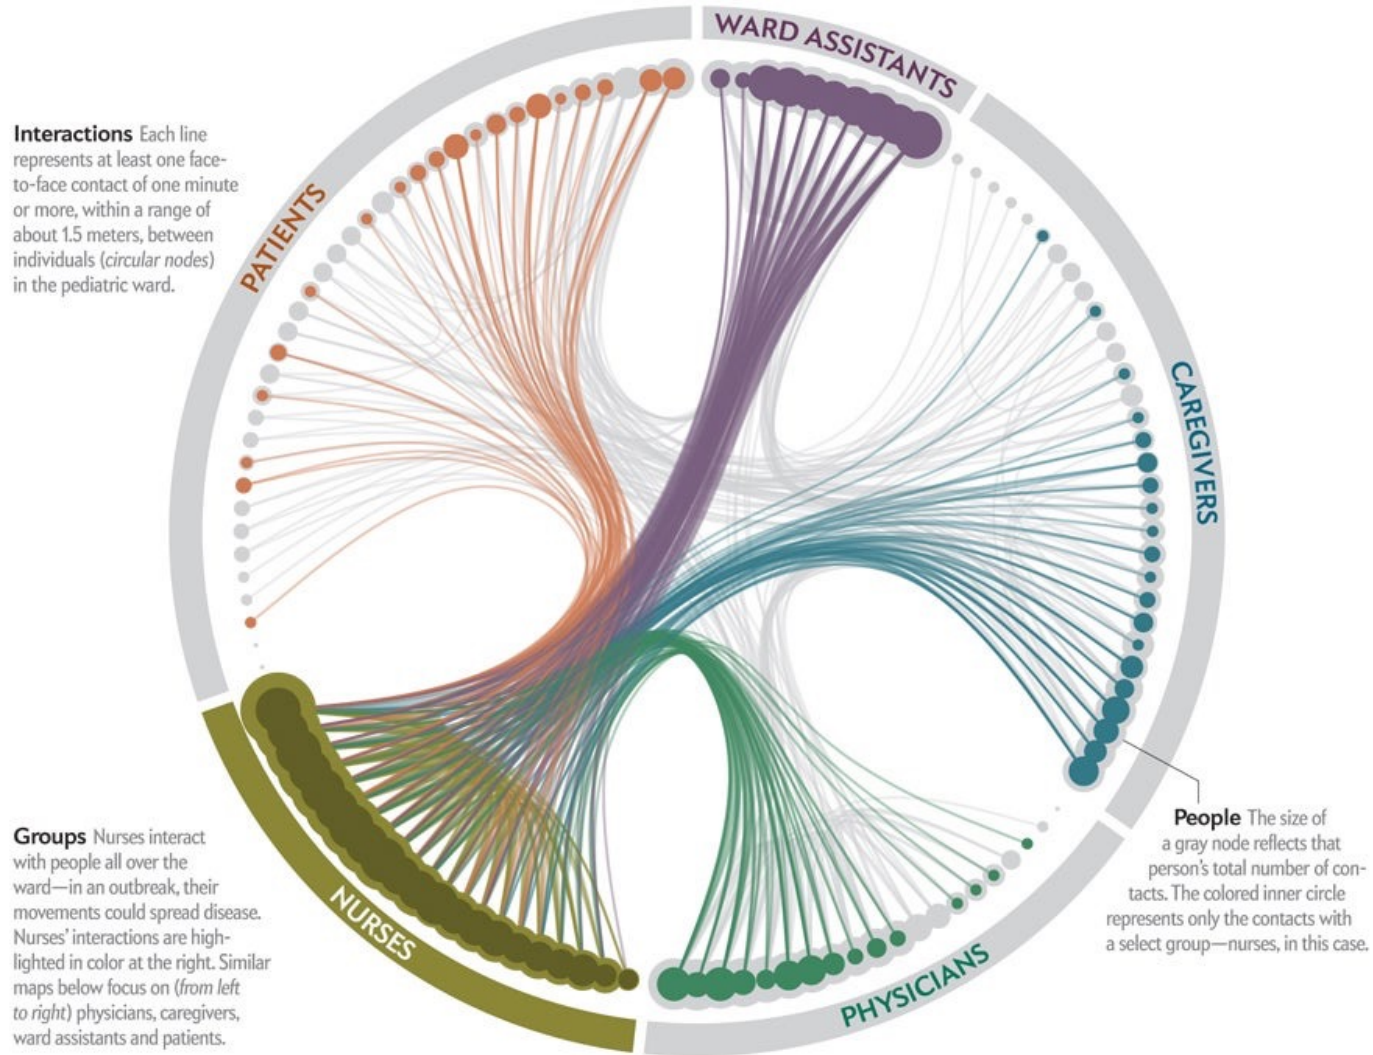 WARD ASSISTANTS
Interactions Each line
represents at least one face-
to-face contact of one minute
or more, within a range of
about 1.5 meters, between
individuals (circular nodes)
in the pediatric ward.
PATIENTS
CAREGIVERS
People The size of
a gray node reflects that
person's total number of con-
tacts. The colored inner circle
represents only the contacts with
a select group—nurses, in this case.
Groups Nurses interact
with people all over the
ward—in an outbreak, their
movements could spread disease.
Nurses' interactions are high-
lighted in color at the right. Similar
maps below focus on (from left
to right) physicians, caregivers,
ward assistants and patients.
NURSES
PHYSICIANS